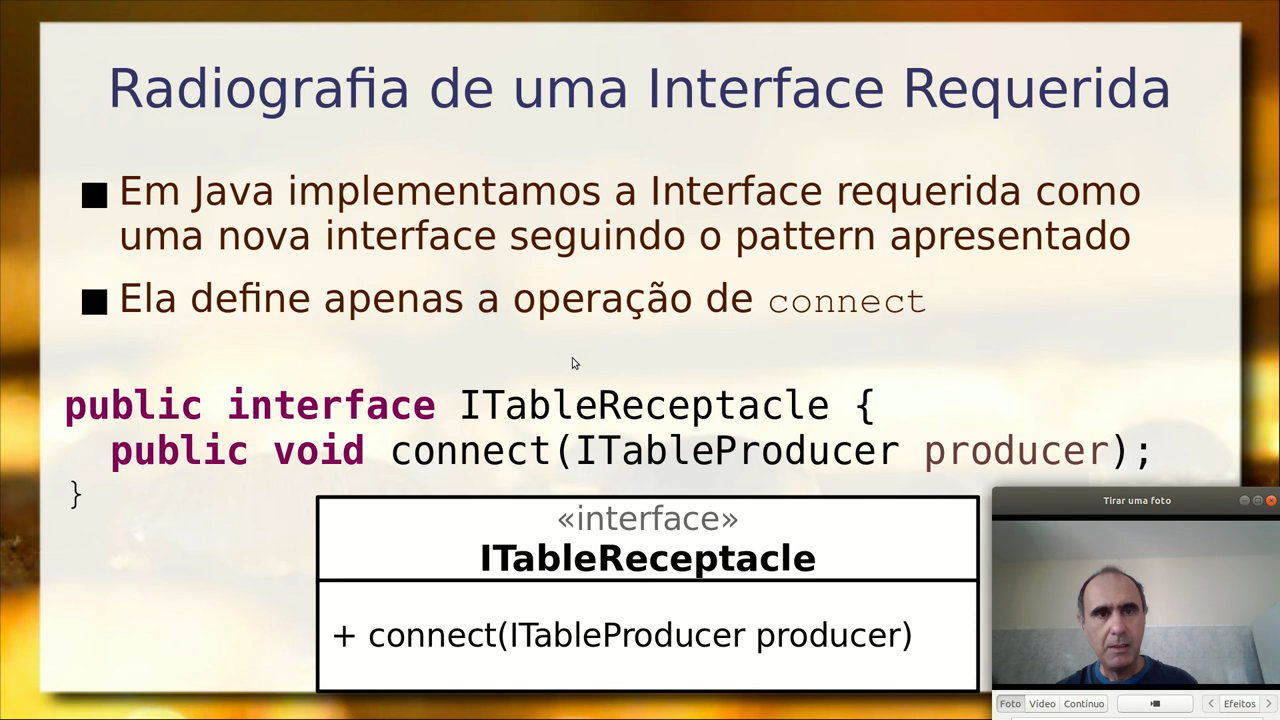 Radiografia de uma Interface Requerida
Em Java implementamos a Interface requerida como
uma nova interface seguindo o pattern apresentado
Ela define apenas a operação de connect
public interface ITableReceptacle {
public void connect(ITableProducer producer);
}
«interface»
ITableReceptacle
+ connect(ITableProducer producer)
Tirar uma foto
Foto Vídeo Contínuo Efeitos